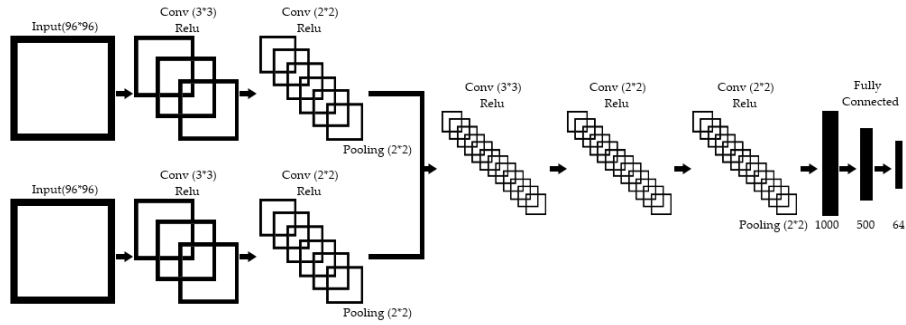 Input(96*96)
Conv (3*3)
Relu
Conv (2*2)
Relu
Pooling (2*2)
Input(96*96)
Conv (3*3)
Relu
Conv (2*2)
Relu
Pooling (2*2)
Conv (3*3)
Relu
Conv (2*2)
Relu
Conv (2*2)
Relu
Pooling (2*2)
Fully
Connected
1000
500
64